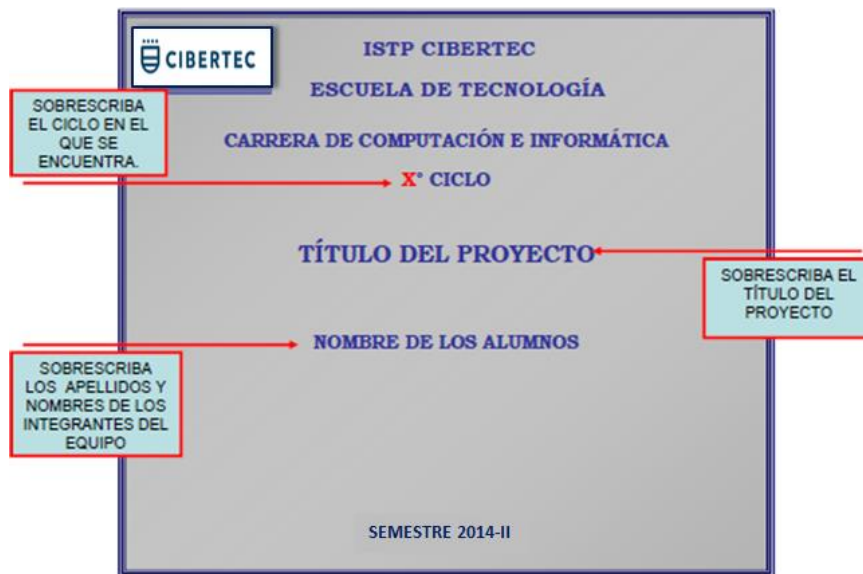 CIBERTEC
ISTP CIBERTEC
ESCUELA DE TECNOLOGÍA
SOBRESCRIBA
EL CICLO EN EL
QUE SE
ENCUENTRA.
CARRERA DE COMPUTACIÓN E INFORMÁTICA
X° CICLO
TÍTULO DEL PROYECTO
SOBRESCRIBA EL
TÍTULO DEL
PROYECTO
NOMBRE DE LOS ALUMNOS
SOBRESCRIBA
LOS APELLIDOS Y
NOMBRES DE LOS
INTEGRANTES DEL
EQUIPO
SEMESTRE 2014-II